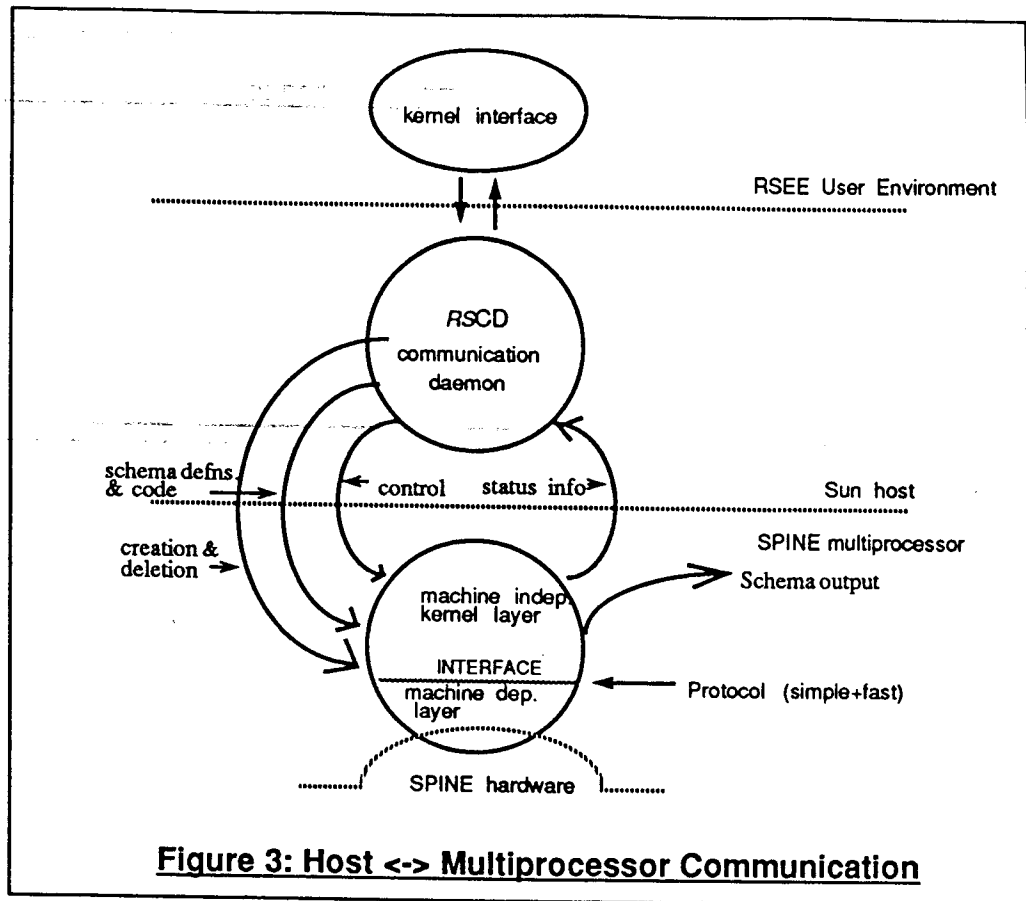 kernel interface
RSEE User Environment
RSCD
communication
daemon
schema defns.
& code
control
status info
Sun host
creation &
deletion
SPINE multiprocessor
Schema output
machine indep.
kernel layer
INTERFACE
machine dep.
layer
Protocol (simple+fast)
SPINE hardware
Figure 3: Host <-> Multiprocessor Communication